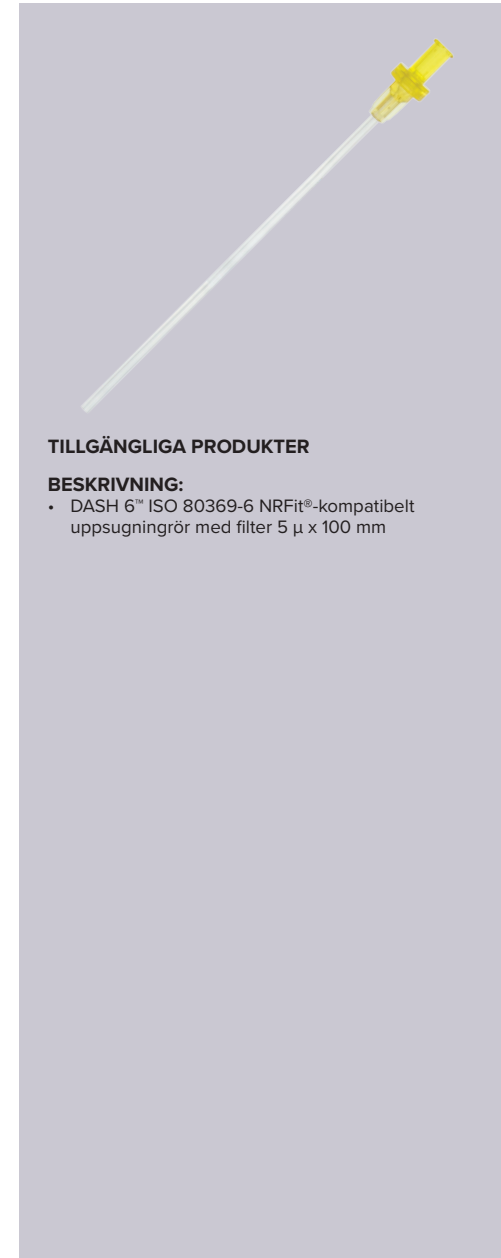 TILLGÄNGLIGA PRODUKTER
BESKRIVNING:
• DASH 6™ ISO 80369-6 NRFit®-kompatibelt
uppsugningrör med filter 5 µ x 100 mm